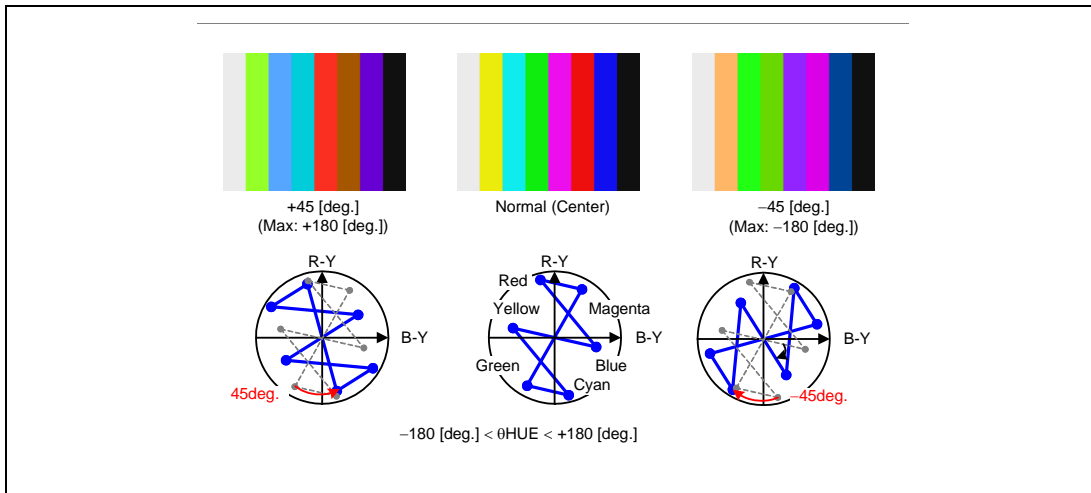 +45 [deg.]
(Max: +180 [deg.])
Normal (Center)
−45 [deg.]
(Max: −180 [deg.])
R-Y
B-Y
45deg.
R-Y
Red
Yellow
Magenta
B-Y
Green
Blue
Cyan
R-Y
B-Y
−45deg.
−180 [deg.] < θHUE < +180 [deg.]